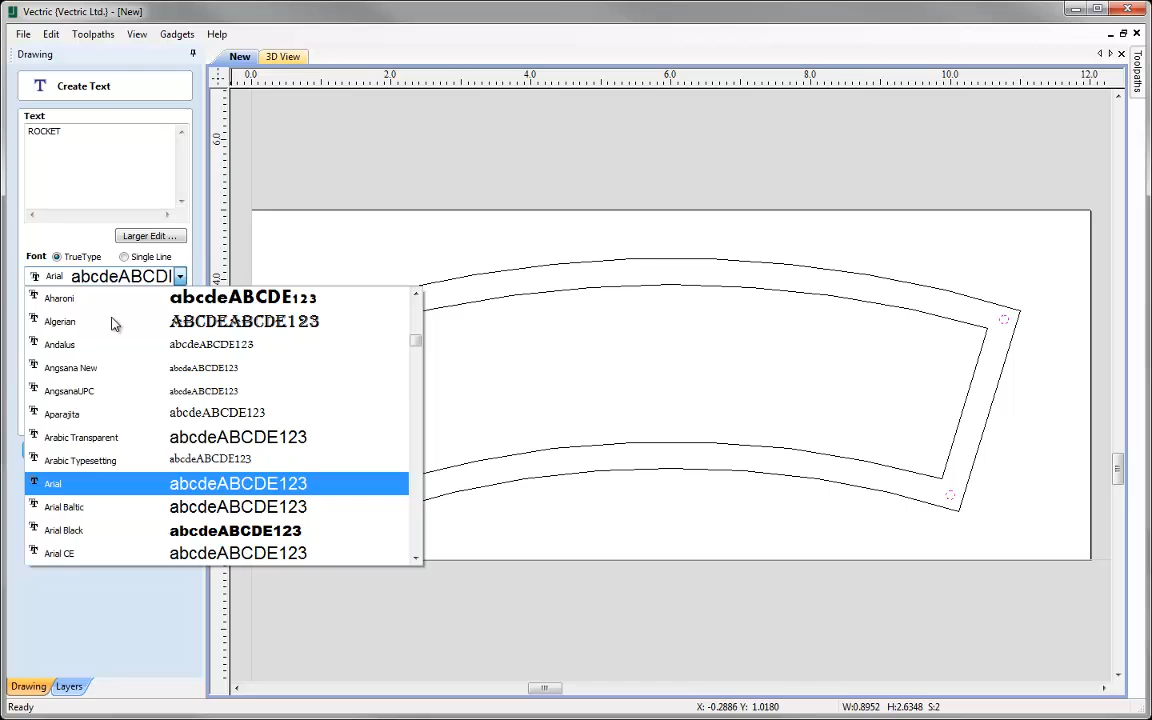 Vectric {Vectric Ltd.} - [New]
File Edit Toolpaths View Gadgets Help
Drawing
New 3D View
Toolpaths
Create Text
0.0 2.0 4.0 6.0 8.0 10.0 12.0
Text
ROCKET
6.0
Larger Edit ...
Font TrueType Single Line
Arial abcdeABCDI
4.0
Aharoni abcdeABCDE123
Algerian ABCDEABCDE123
Andalus abcdeABCDE123
Angsana New abcdeABCDE123
AngsanaUPC abcdeABCDE123
Aparajita abcdeABCDE123
Arabic Transparent abcdeABCDE123
Arabic Typesetting abcdeABCDE123
Arial abcdeABCDE123
Arial Baltic abcdeABCDE123
Arial Black abcdeABCDE123
Arial CE abcdeABCDE123
Drawing Layers
Ready
X: -0.2886 Y: 1.0180 W:0.8952 H:2.6348 S:2